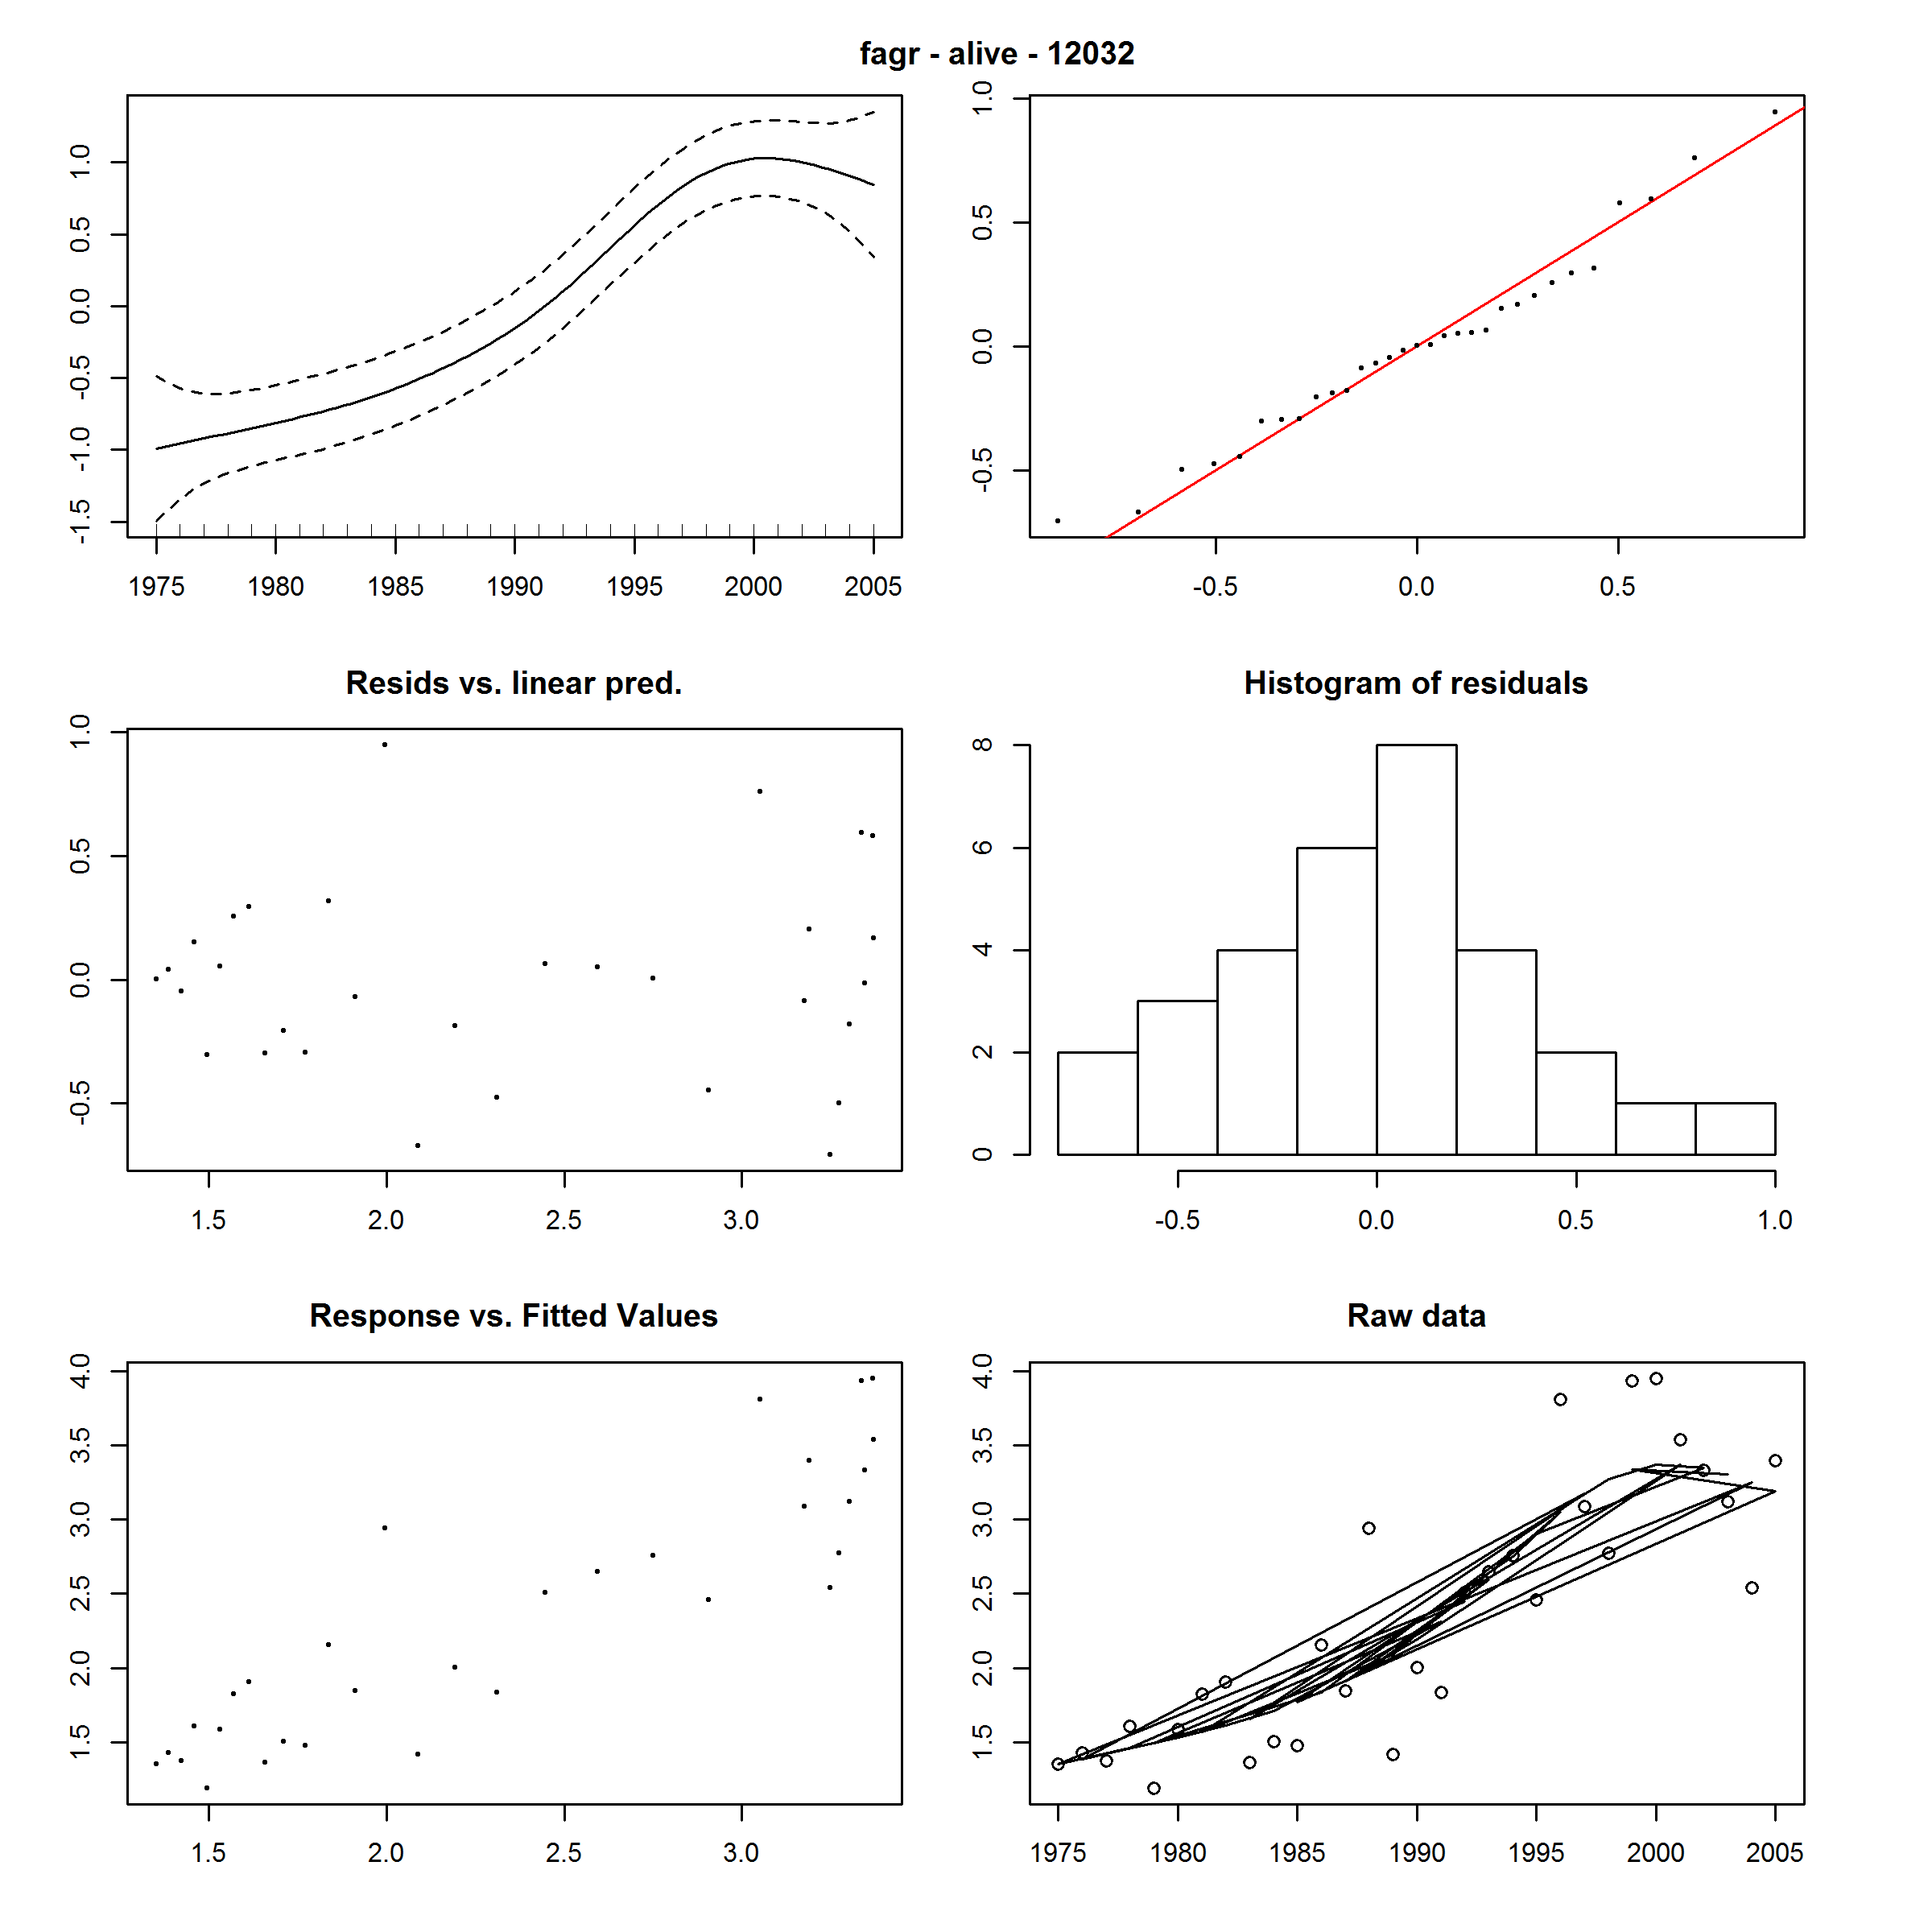 fagr - alive - 12032
1.0
0.5
0.0
-0.5
-1.0
-1.5
1975 1980 1985 1990 1995 2000 2005
1.0
0.5
0.0
-0.5
-0.5 0.0 0.5
Resids vs. linear pred.
1.0
0.5
0.0
-0.5
1.5 2.0 2.5 3.0
Histogram of residuals
8
6
4
2
0
-0.5 0.0 0.5 1.0
Response vs. Fitted Values
4.0
3.5
3.0
2.5
2.0
1.5
1.5 2.0 2.5 3.0
Raw data
4.0
3.5
3.0
2.5
2.0
1.5
1975 1980 1985 1990 1995 2000 2005